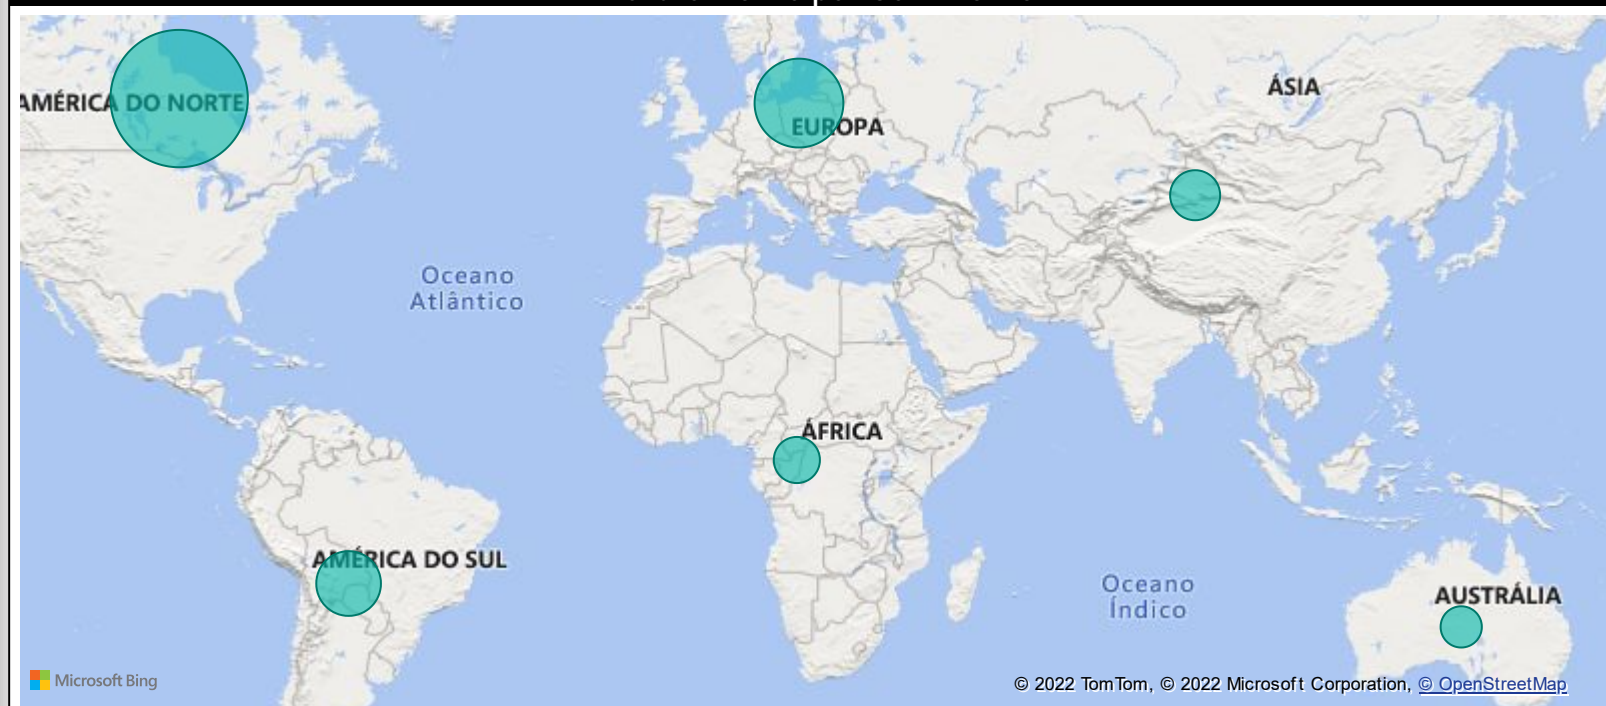 AMÉRICA DO NORTE
EUROPA
ÁSIA
Oceano
Atlântico
ÁFRICA
AMÉRICA DO SUL
Oceano
Índico
AUSTRÁLIA
Microsoft Bing
© 2022 TomTom, © 2022 Microsoft Corporation, © OpenStreetMap